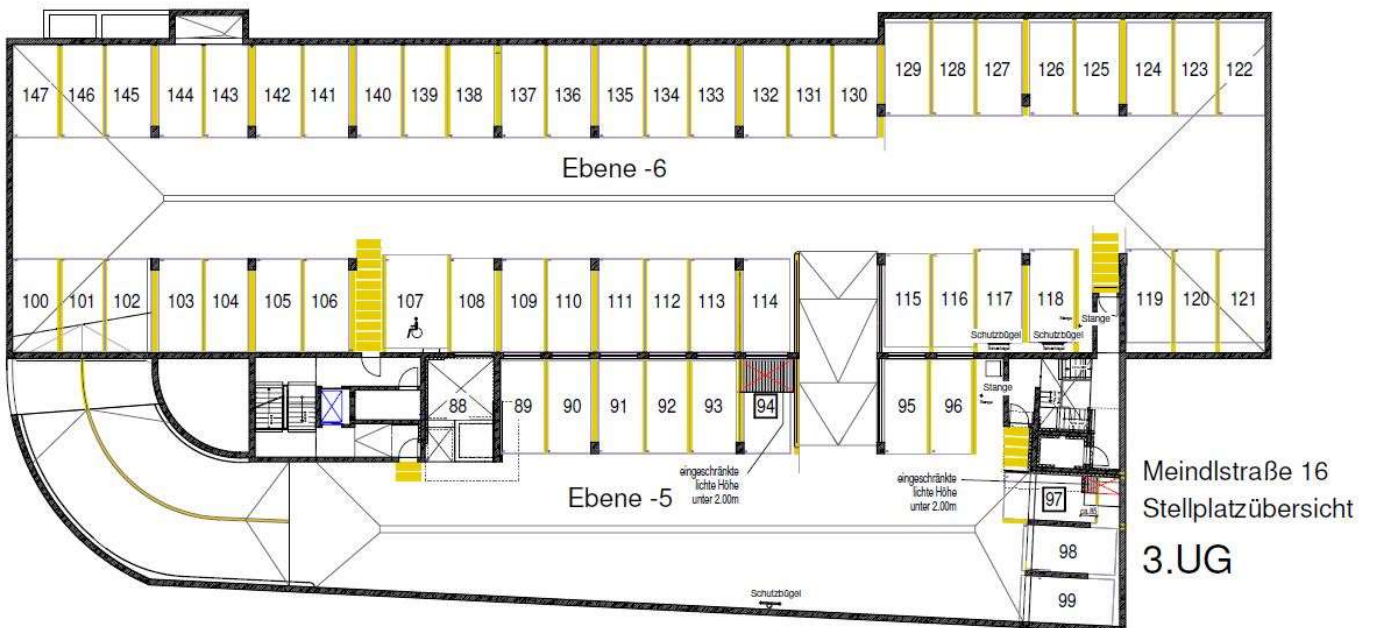 129 128 127 126 125 124 123 122
147 146 145 144 143 142 141 140 139 138 137 136 135 134 133 132 131 130
Ebene -6
100 101 102 103 104 105 106 107 108 109 110 111 112 113 114 115 116 117 118 119 120 121
Stange
Schutzbügel
Schutzbügel
Stange
88 89 90 91 92 93 94 95 96
eingeschränkte
lichte Höhe
unter 2.00m
Ebene -5
eingeschränkte
lichte Höhe
unter 2.00m
97
98
99
Schutzbügel
Meindlstraße 16
Stellplatzübersicht
3.UG